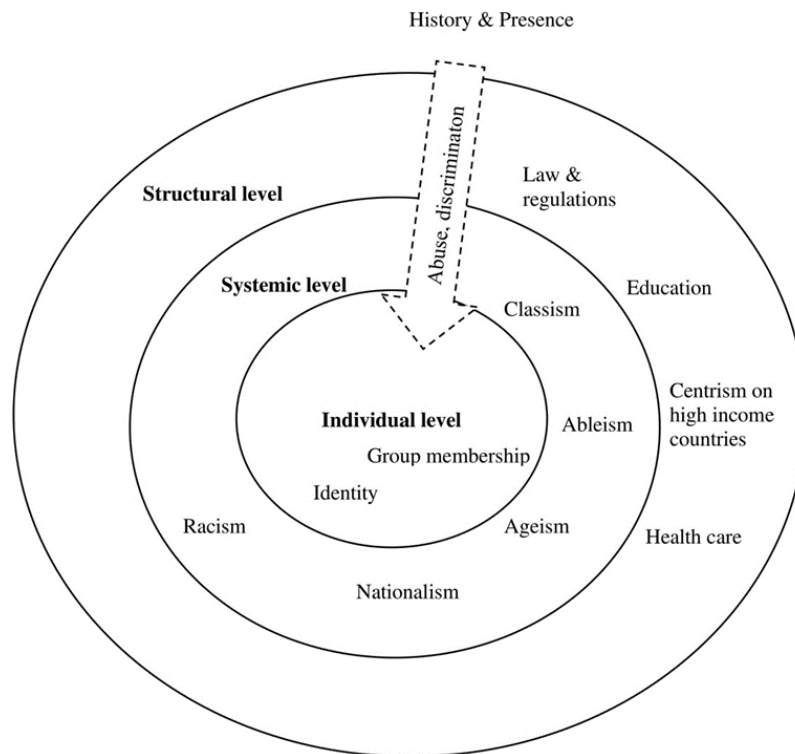 History & Presence
Abuse, discriminaton
Structural level
Law &
regulations
Systemic level
Education
Classism
Centrism on
high income
countries
Individual level
Ableism
Group membership
Identity
Racism
Ageism
Health care
Nationalism